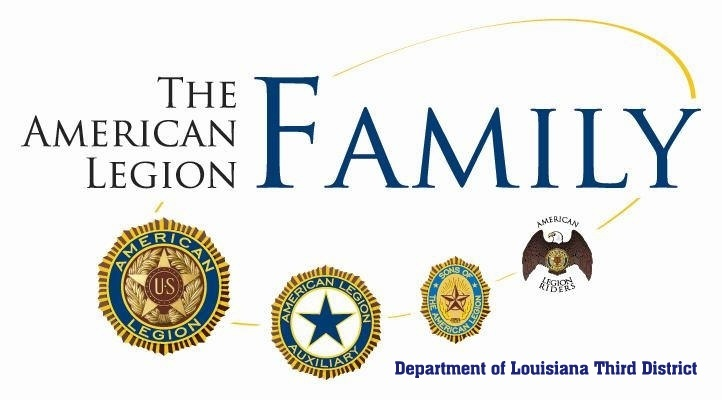 THE
AMERICAN
LEGION
FAMILY
AMERICAN
LEGION
U·S
AMERICAN LEGION
AUXILIARY
SONS OF
THE AMERICAN LEGION
AMERICAN
LEGION
RIDERS
Department of Louisiana Third District